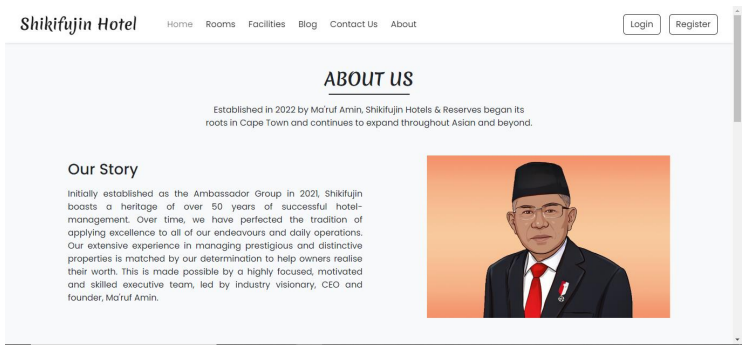 Shikifujin Hotel Home Rooms Facilities Blog Contact Us About Login Register
ABOUT US
Established in 2022 by Ma'ruf Amin, Shikifujin Hotels & Reserves began its
roots in Cape Town and continues to expand throughout Asian and beyond.
Our Story
Initially established as the Ambassador Group in 2021, Shikifujin
boasts a heritage of over 50 years of successful hotel-
management. Over time, we have perfected the tradition of
applying excellence to all of our endeavours and daily operations.
Our extensive experience in managing prestigious and distinctive
properties is matched by our determination to help owners realise
their worth. This is made possible by a highly focused, motivated
and skilled executive team, led by industry visionary, CEO and
founder, Ma'ruf Amin.